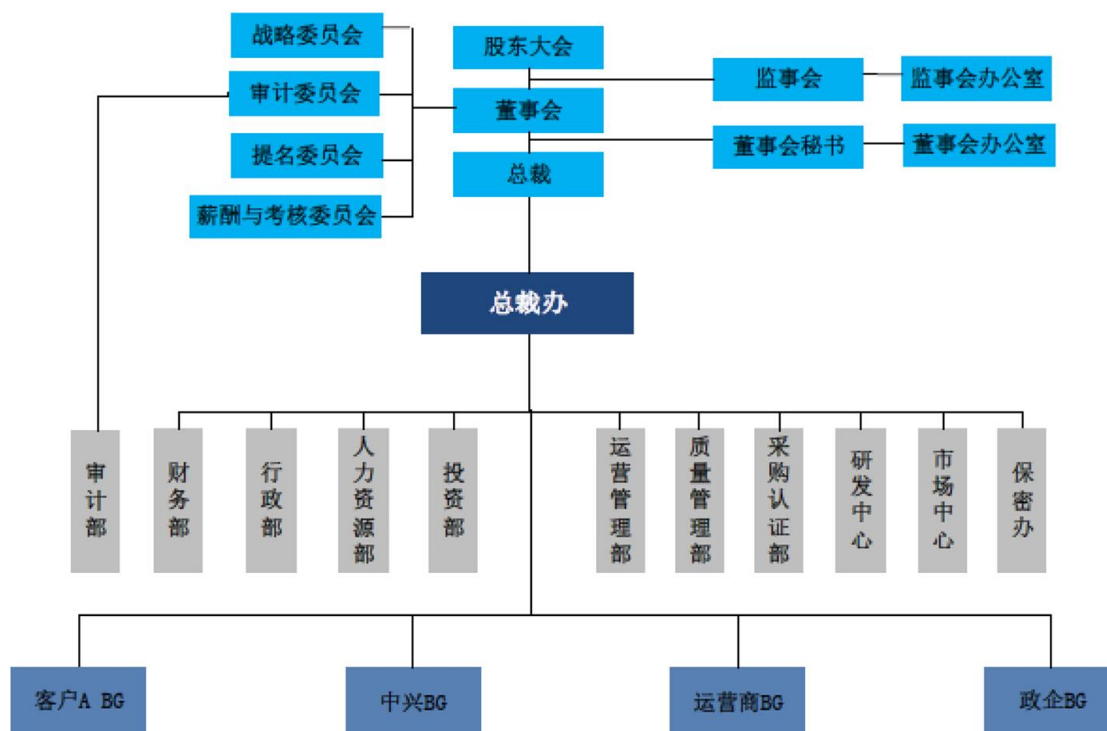 战略委员会
股东大会
审计委员会
监事会
监事会办公室
董事会
提名委员会
董事会秘书
董事会办公室
总裁
薪酬与考核委员会
总裁办
审计部
财务部
行政部
人力资源部
投资部
运营管理部
质量管理部
采购认证部
研发中心
市场中心
保密办
客户A BG
中兴BG
运营商BG
政企BG